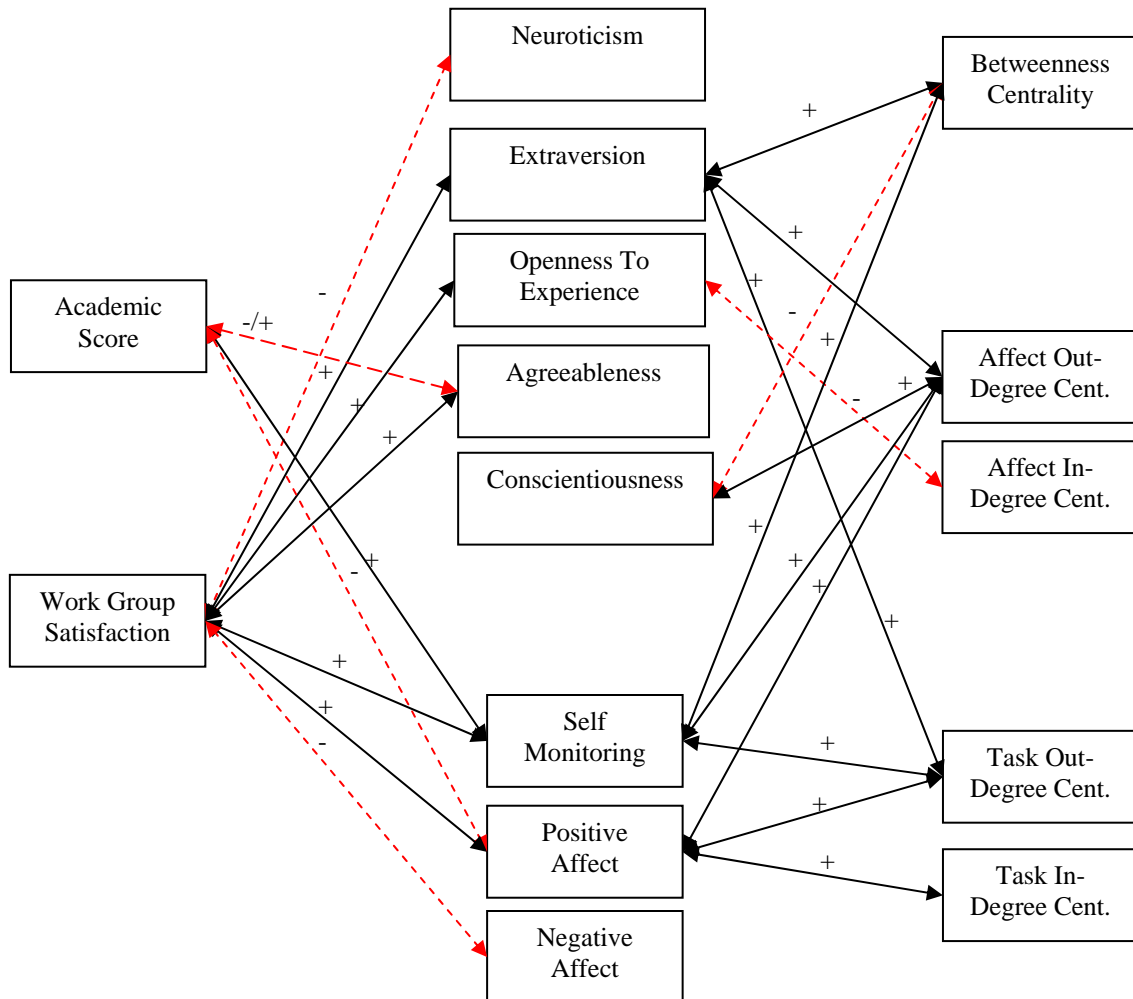 Neuroticism
Betweenness
Centrality
+
Extraversion
+
Openness To
Experience
+
-
Academic
Score
-/+
-
+
Affect Out-
Degree Cent.
Agreeableness
+
+
+
-
+
Affect In-
Degree Cent.
Conscientiousness
+
+
-
+
+
Work Group
Satisfaction
+
+
+
-
Self
Monitoring
+
Task Out-
Degree Cent.
+
Positive
Affect
+
Task In-
Degree Cent.
Negative
Affect